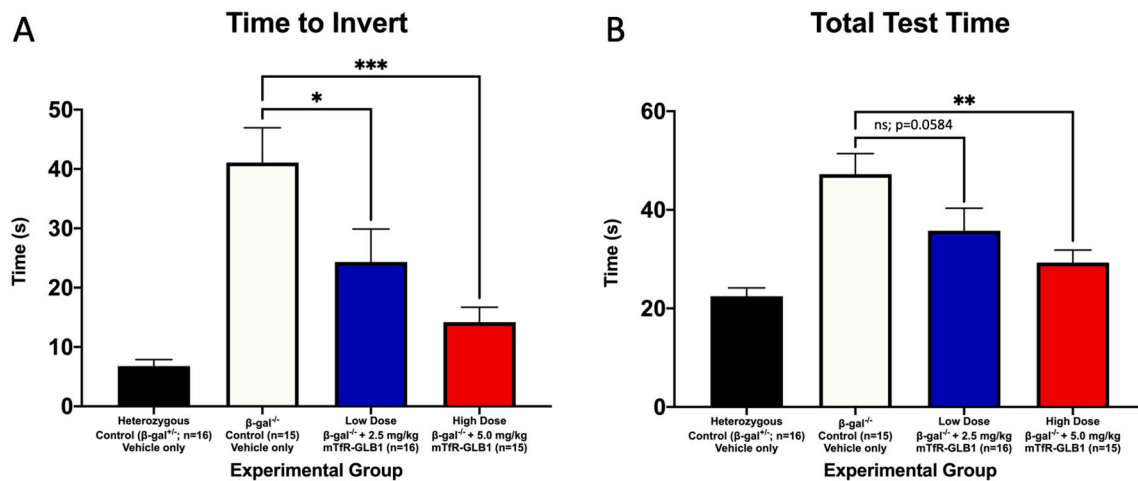 A
Time to Invert
***
*
50
40
30
20
10
0
Time (s)
Heterozygous
Control (β-gal⁺/⁻; n=16)
Vehicle only
β-gal⁻/⁻
Control (n=15)
Vehicle only
Low Dose
β-gal⁻/⁻ + 2.5 mg/kg
mTfR-GLB1 (n=16)
High Dose
β-gal⁻/⁻ + 5.0 mg/kg
mTfR-GLB1 (n=15)
Experimental Group
B
Total Test Time
**
ns; p=0.0584
60
40
20
0
Time (s)
Heterozygous
Control (β-gal⁺/⁻; n=16)
Vehicle only
β-gal⁻/⁻
Control (n=15)
Vehicle only
Low Dose
β-gal⁻/⁻ + 2.5 mg/kg
mTfR-GLB1 (n=16)
High Dose
β-gal⁻/⁻ + 5.0 mg/kg
mTfR-GLB1 (n=15)
Experimental Group